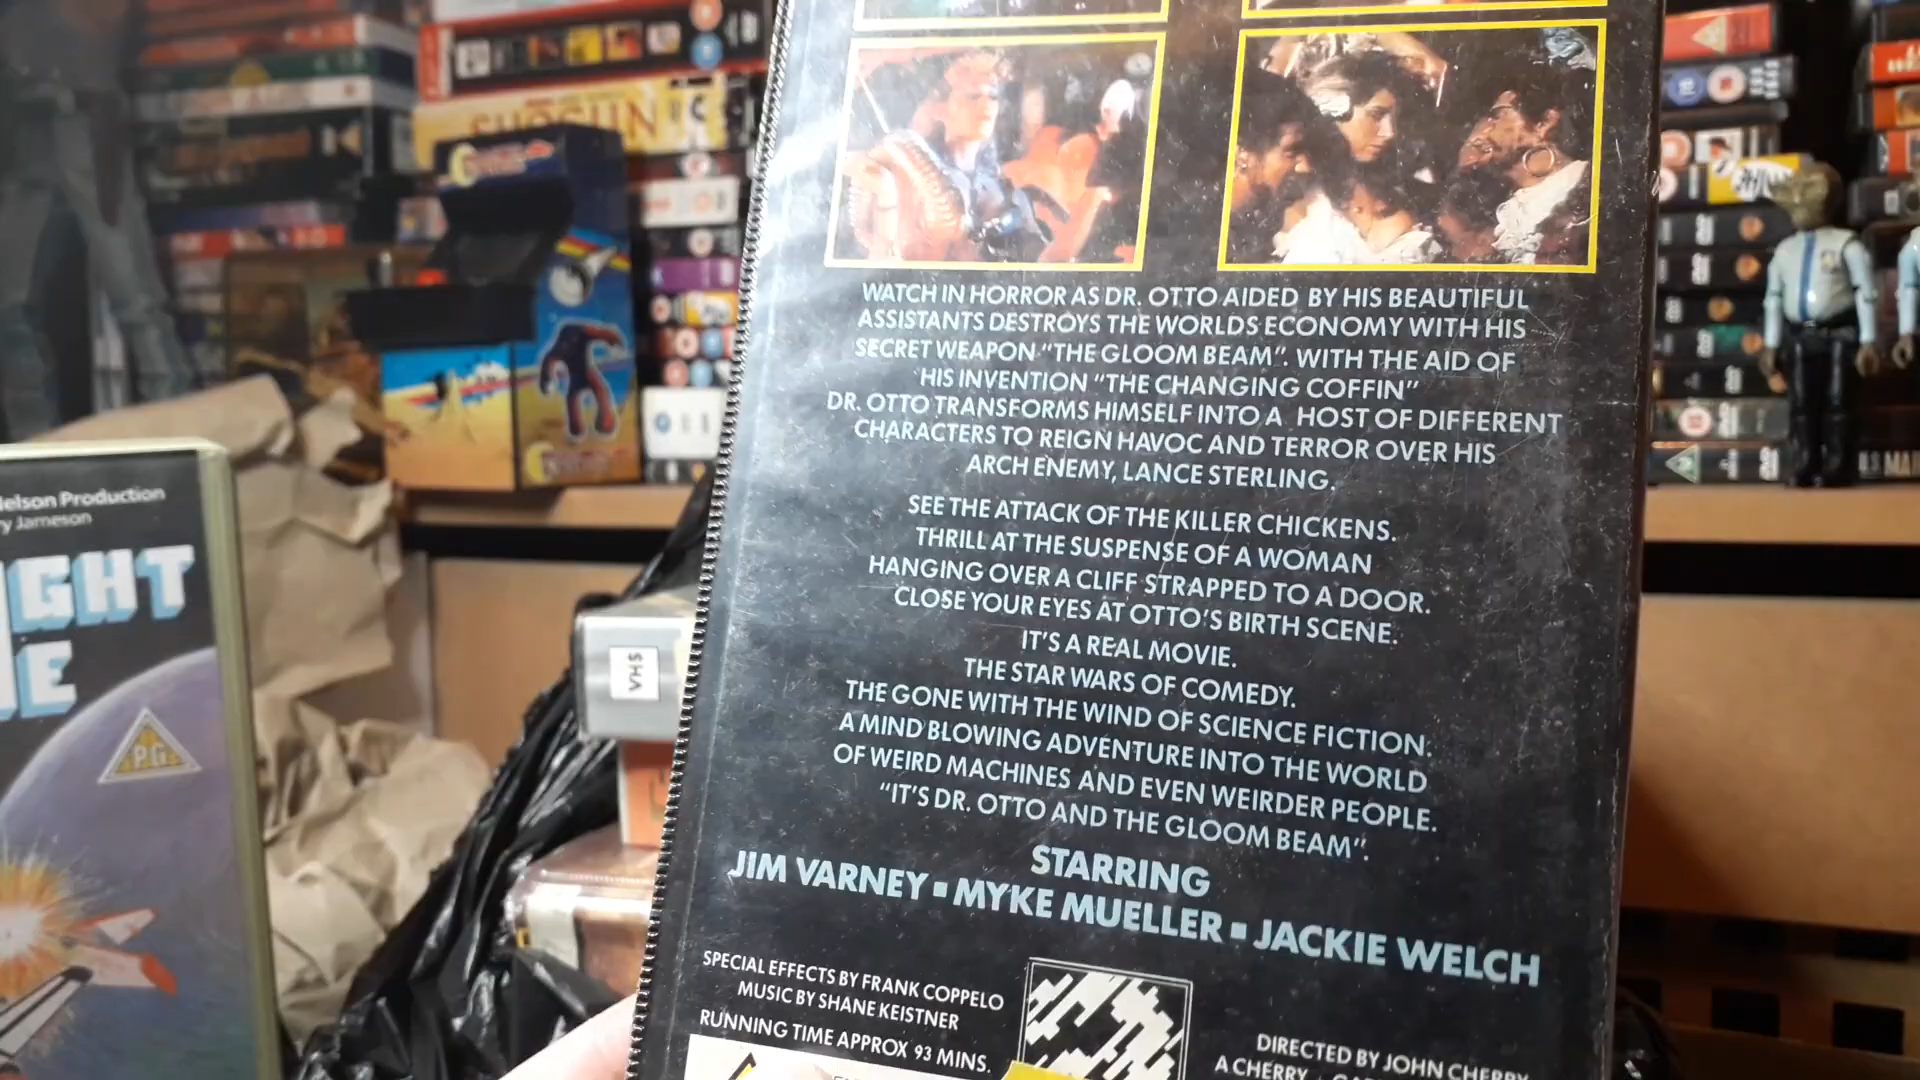 SHOGUN
WATCH IN HORROR AS DR. OTTO AIDED BY HIS BEAUTIFUL
ASSISTANTS DESTROYS THE WORLDS ECONOMY WITH HIS
SECRET WEAPON "THE GLOOM BEAM". WITH THE AID OF
HIS INVENTION "THE CHANGING COFFIN"
DR. OTTO TRANSFORMS HIMSELF INTO A HOST OF DIFFERENT
CHARACTERS TO REIGN HAVOC AND TERROR OVER HIS
ARCH ENEMY, LANCE STERLING.
SEE THE ATTACK OF THE KILLER CHICKENS.
THRILL AT THE SUSPENSE OF A WOMAN
HANGING OVER A CLIFF STRAPPED TO A DOOR.
CLOSE YOUR EYES AT OTTO'S BIRTH SCENE.
IT'S A REAL MOVIE.
THE STAR WARS OF COMEDY.
THE GONE WITH THE WIND OF SCIENCE FICTION.
A MIND BLOWING ADVENTURE INTO THE WORLD
OF WEIRD MACHINES AND EVEN WEIRDER PEOPLE.
"IT'S DR. OTTO AND THE GLOOM BEAM".
STARRING
JIM VARNEY ▪ MYKE MUELLER ▪ JACKIE WELCH
SPECIAL EFFECTS BY FRANK COPPELO
MUSIC BY SHANE KEISTNER
RUNNING TIME APPROX 93 MINS.
DIRECTED BY JOHN CHERRY
A CHERRY
elson Production
y Jameson
GHT
E
PG
VHS